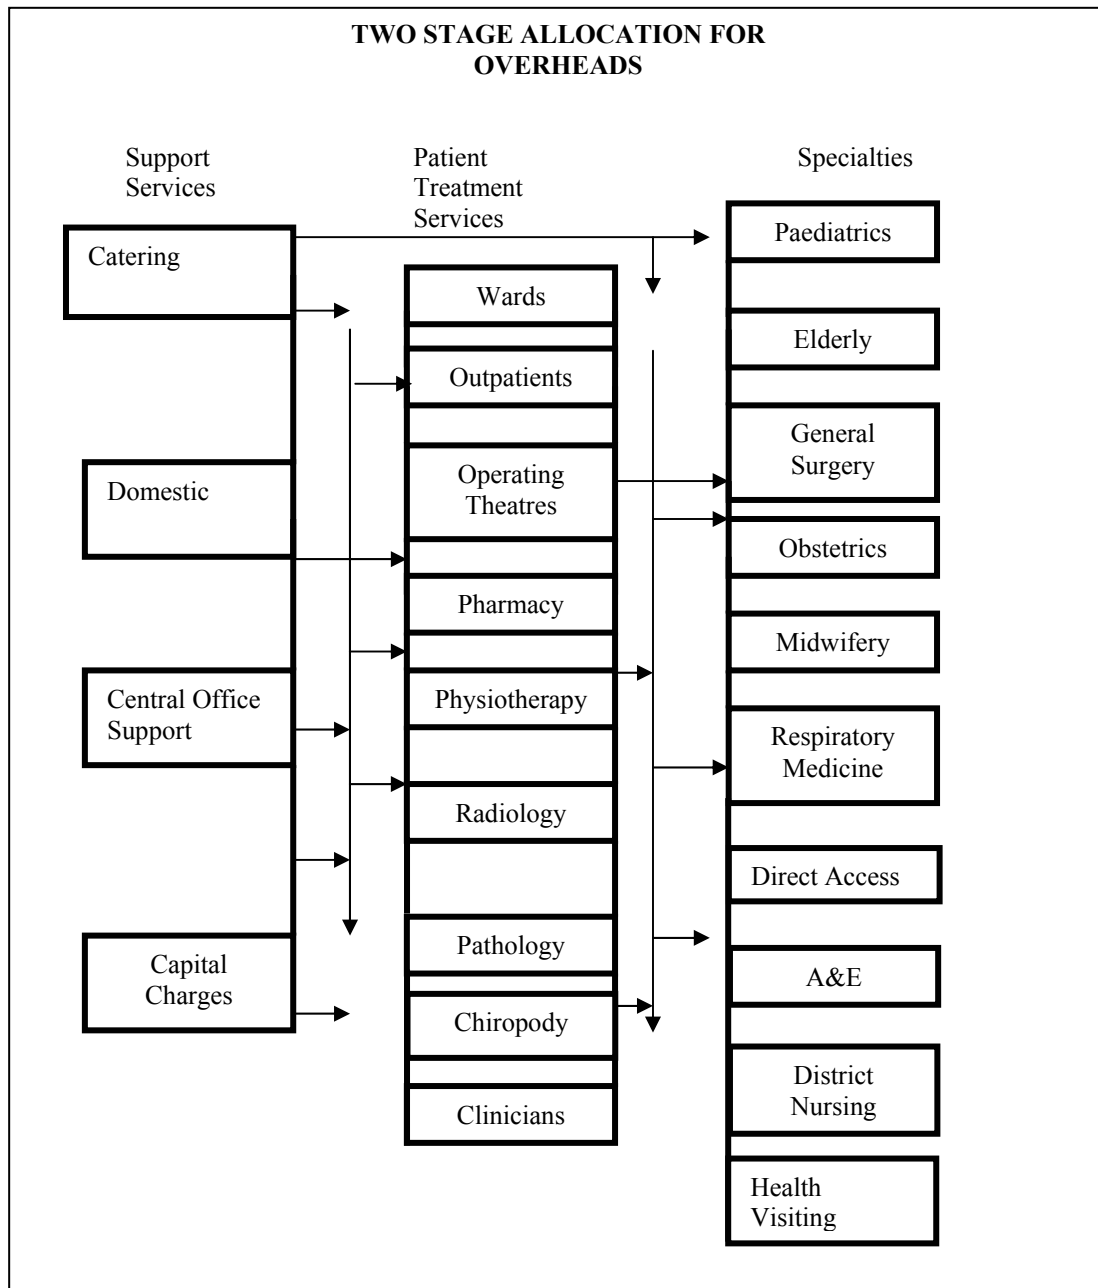 TWO STAGE ALLOCATION FOR
OVERHEADS
Support
Services
Patient
Treatment
Services
Specialties
Catering
Domestic
Central Office
Support
Capital
Charges
Wards
Outpatients
Operating
Theatres
Pharmacy
Physiotherapy
Radiology
Pathology
Chiropody
Clinicians
Paediatrics
Elderly
General
Surgery
Obstetrics
Midwifery
Respiratory
Medicine
Direct Access
A&E
District
Nursing
Health
Visiting